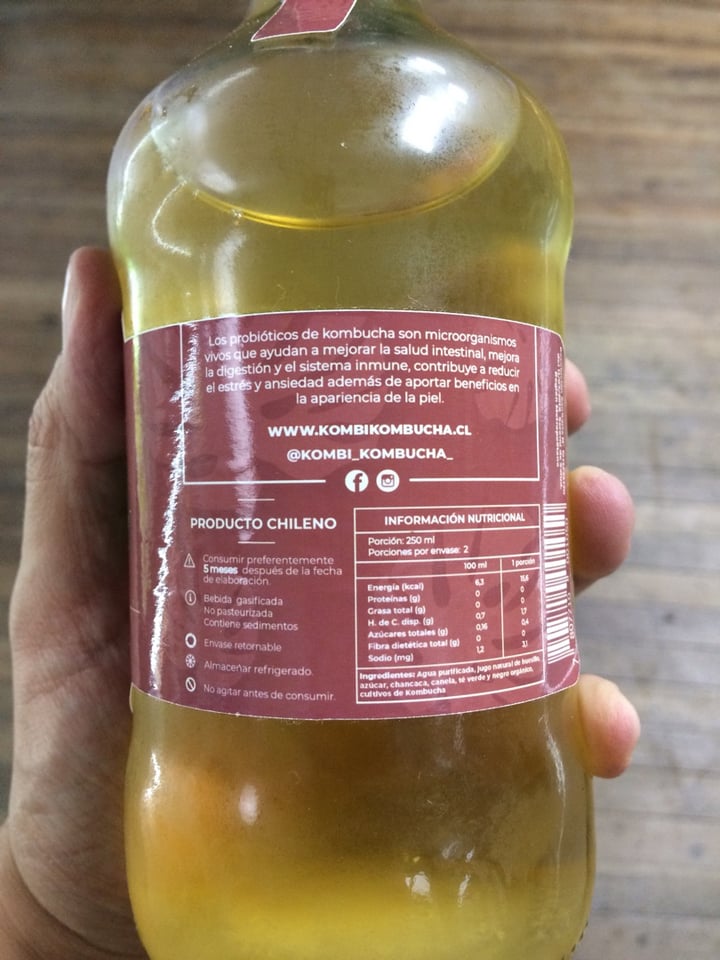 Los probióticos de kombucha son microorganismos
vivos que ayudan a mejorar la salud intestinal, mejora
la digestión y el sistema inmune, contribuye a reducir
el estrés y ansiedad además de aportar beneficios en
la apariencia de la piel.
WWW.KOMBIKOMBUCHA.CL
@KOMBI_KOMBUCHA_
PRODUCTO CHILENO
Consumir preferentemente
5 meses después de la fecha
de elaboración.
Bebida gasificada
No pasteurizada
Contiene sedimentos
Envase retornable
Almacenar refrigerado.
No agitar antes de consumir.
INFORMACIÓN NUTRICIONAL
Porción: 250 ml
Porciones por envase: 2
100 ml 1 porción
Energía (kcal) 6,3 15,6
Proteínas (g) 0 0
Grasa total (g) 0 0
H. de C. disp. (g) 0,7 1,7
Azúcares totales (g) 0,16 0,4
Fibra dietética total (g) 0 0
Sodio (mg) 1,2 3,1
Ingredientes: Agua purificada, jugo natural de
azúcar, chancaca, canela, té verde y negro orgánico,
cultivos de Kombucha